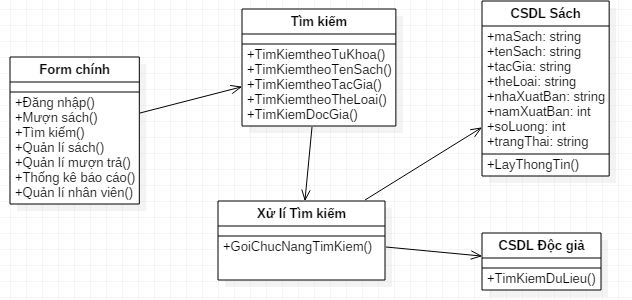 Form chính
+Đăng nhập()
+Mượn sách()
+Tìm kiếm()
+Quản lí sách()
+Quản lí mượn trả()
+Thống kê báo cáo()
+Quản lí nhân viên()
Tìm kiếm
+TimKiemtheoTuKhoa()
+TimKiemtheoTenSach()
+TimKiemtheoTacGia()
+TimKiemtheoTheLoai()
+TimKiemDocGia()
Xử lí Tìm kiếm
+GoiChucNangTimKiem()
CSDL Sách
+maSach: string
+tenSach: string
+tacGia: string
+theLoai: string
+nhaXuatBan: string
+namXuatBan: int
+soLuong: int
+trangThai: string
+LayThongTin()
CSDL Độc giả
+TimKiemDuLieu()